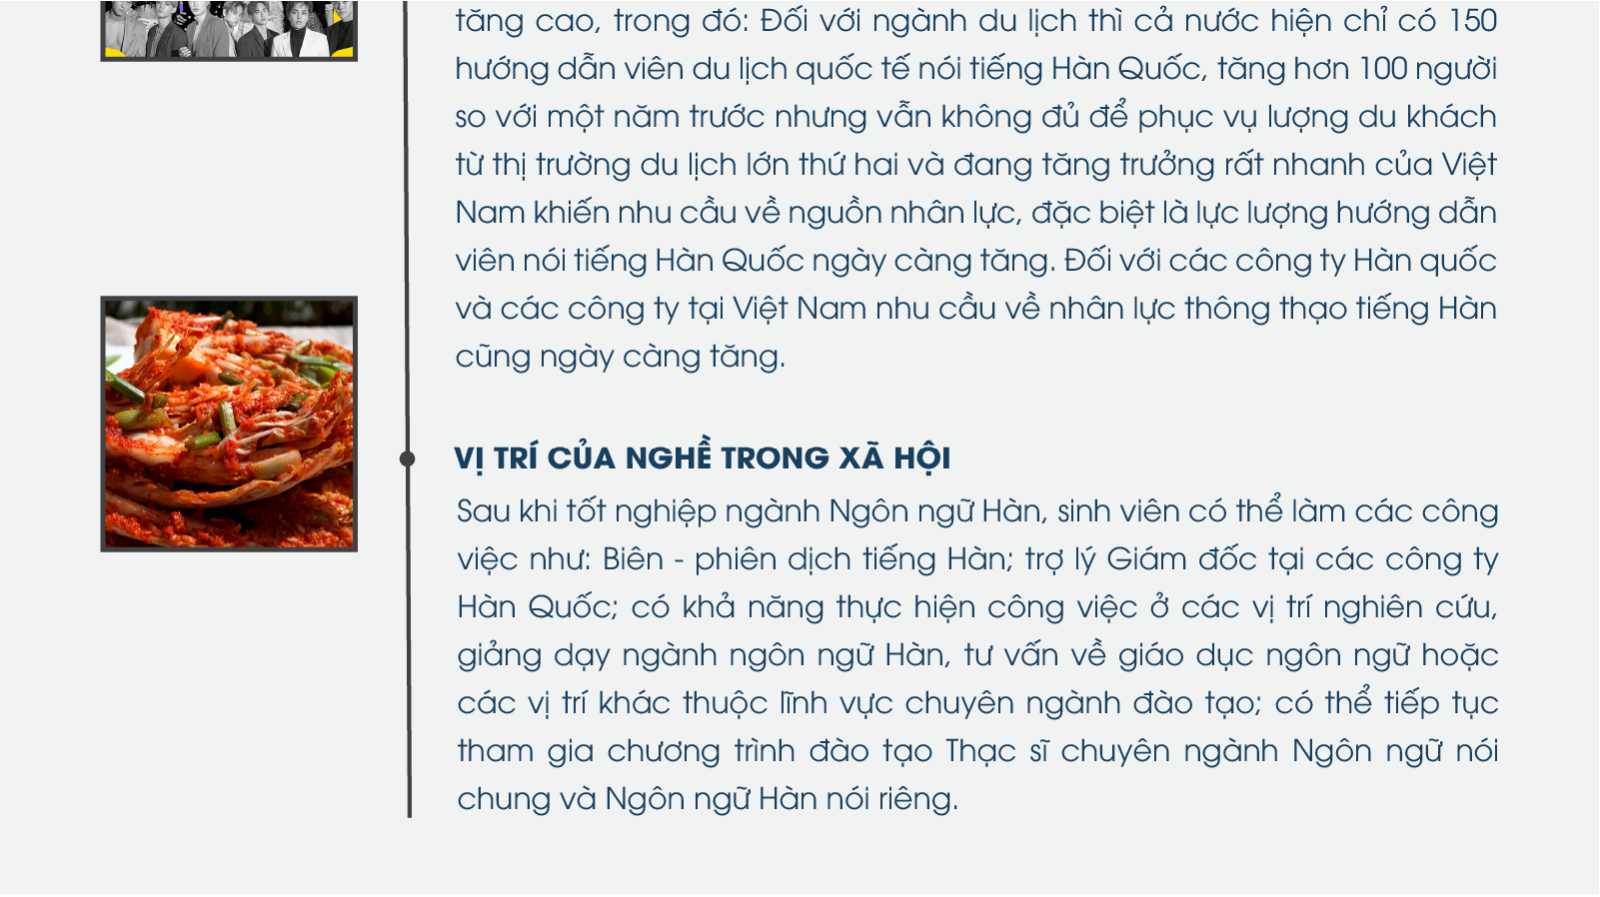 tăng cao, trong đó: Đối với ngành du lịch thì cả nước hiện chỉ có 150
hướng dẫn viên du lịch quốc tế nói tiếng Hàn Quốc, tăng hơn 100 người
so với một năm trước nhưng vẫn không đủ để phục vụ lượng du khách
từ thị trường du lịch lớn thứ hai và đang tăng trưởng rất nhanh của Việt
Nam khiến nhu cầu về nguồn nhân lực, đặc biệt là lực lượng hướng dẫn
viên nói tiếng Hàn Quốc ngày càng tăng. Đối với các công ty Hàn quốc
và các công ty tại Việt Nam nhu cầu về nhân lực thông thạo tiếng Hàn
cũng ngày càng tăng.
VỊ TRÍ CỦA NGHỀ TRONG XÃ HỘI
Sau khi tốt nghiệp ngành Ngôn ngữ Hàn, sinh viên có thể làm các công
việc như: Biên - phiên dịch tiếng Hàn; trợ lý Giám đốc tại các công ty
Hàn Quốc; có khả năng thực hiện công việc ở các vị trí nghiên cứu,
giảng dạy ngành ngôn ngữ Hàn, tư vấn về giáo dục ngôn ngữ hoặc
các vị trí khác thuộc lĩnh vực chuyên ngành đào tạo; có thể tiếp tục
tham gia chương trình đào tạo Thạc sĩ chuyên ngành Ngôn ngữ nói
chung và Ngôn ngữ Hàn nói riêng.